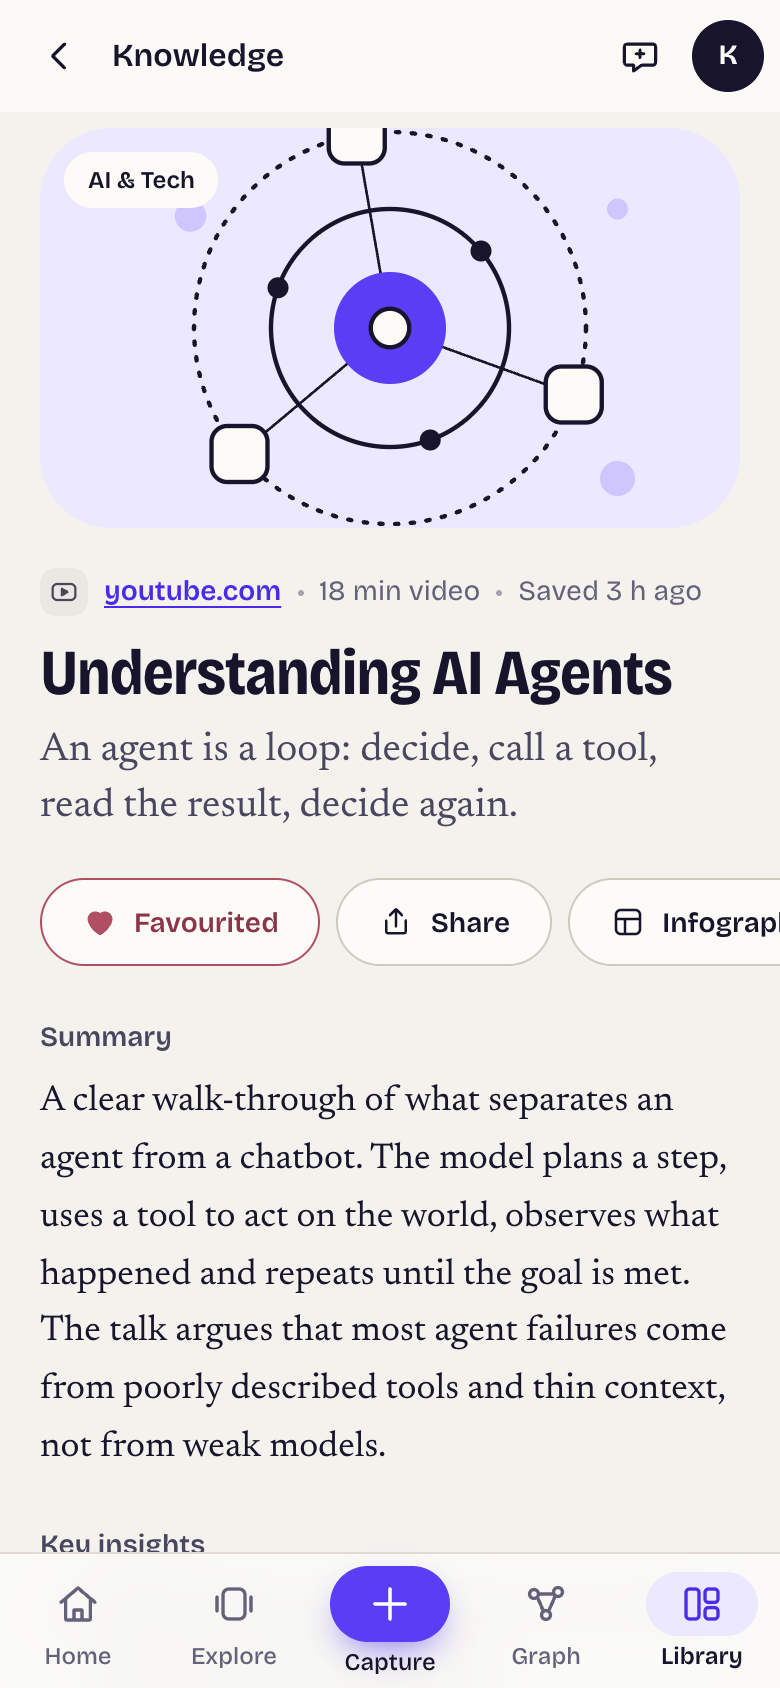 Knowledge
K
AI & Tech
youtube.com • 18 min video • Saved 3 h ago
Understanding AI Agents
An agent is a loop: decide, call a tool,
read the result, decide again.
Favourited
Share
Summary
A clear walk-through of what separates an
agent from a chatbot. The model plans a step,
uses a tool to act on the world, observes what
happened and repeats until the goal is met.
The talk argues that most agent failures come
from poorly described tools and thin context,
not from weak models.
Key insights
Home
Explore
Capture
Graph
Library